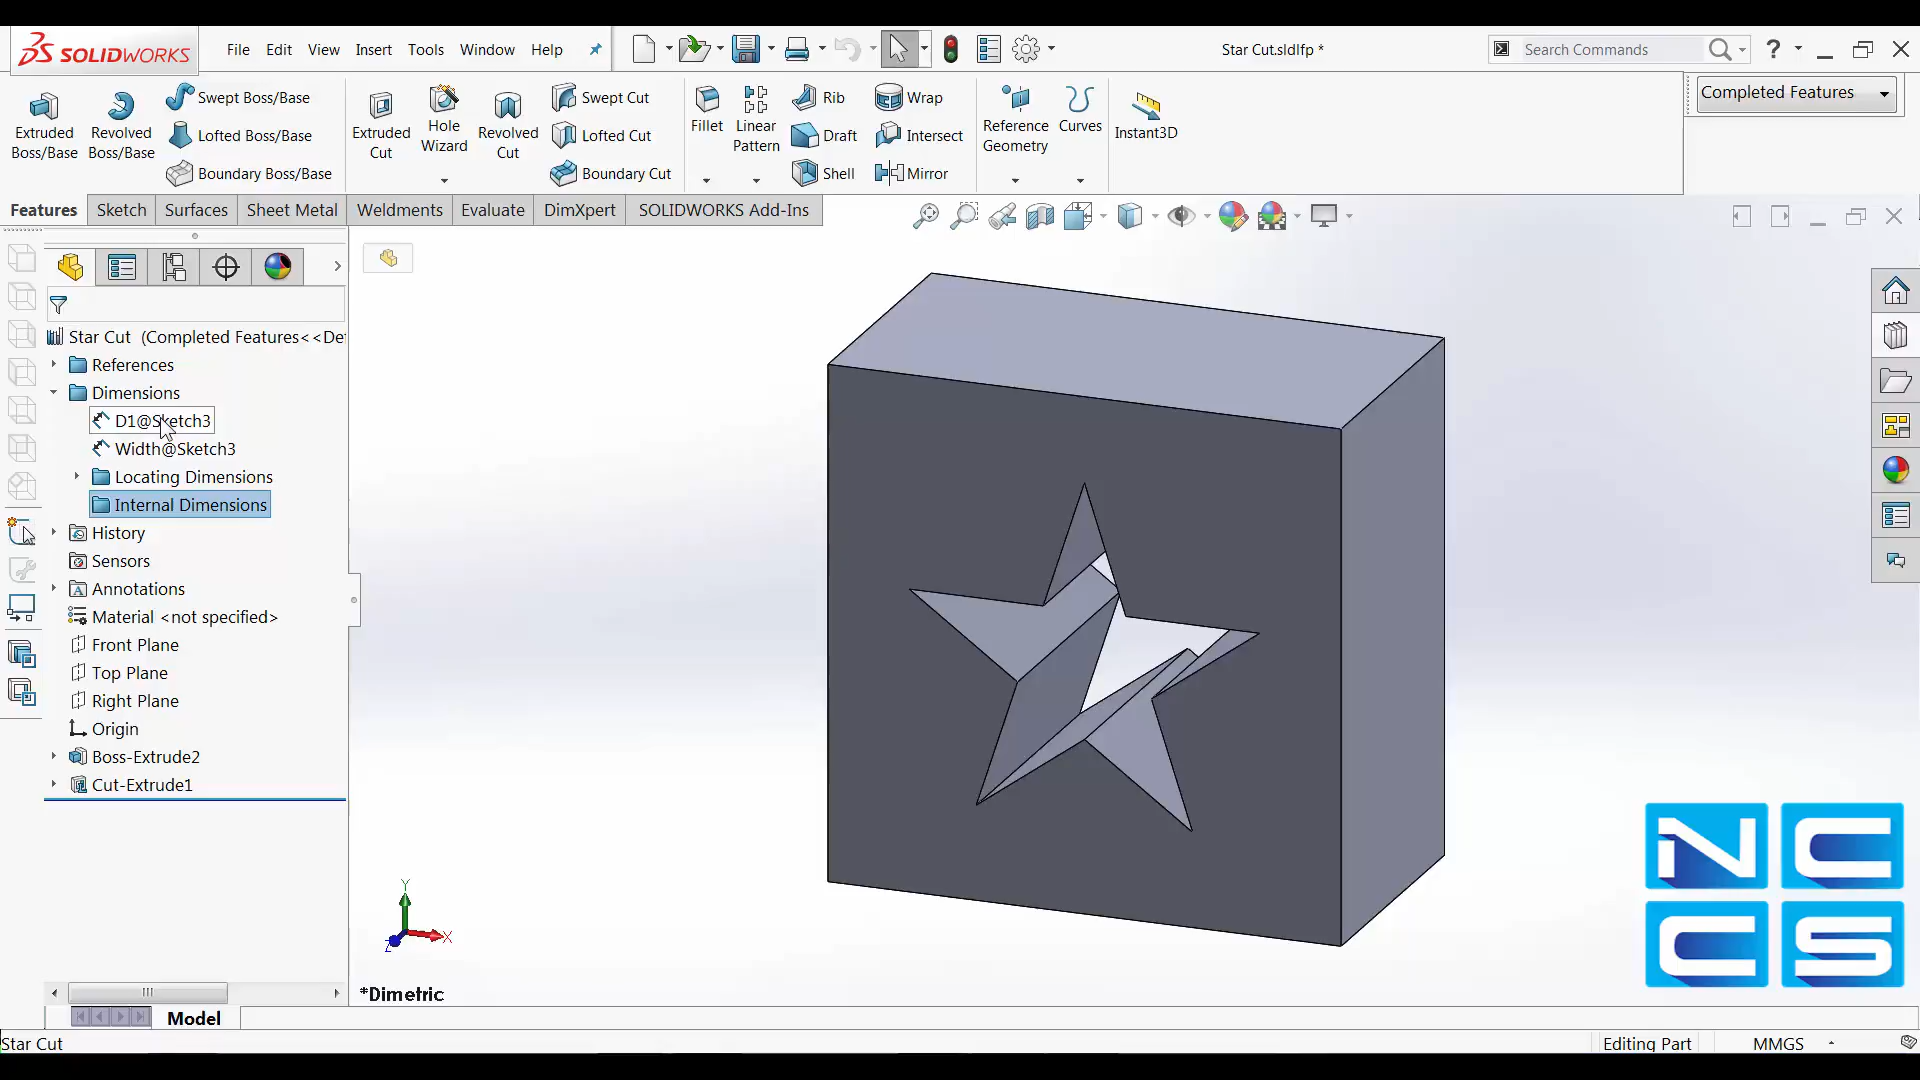 SOLIDWORKS
File Edit View Insert Tools Window Help
Star Cut.sldlfp *
Search Commands
?
Extruded Boss/Base
Revolved Boss/Base
Swept Boss/Base
Lofted Boss/Base
Boundary Boss/Base
Extruded Cut
Hole Wizard
Revolved Cut
Swept Cut
Lofted Cut
Boundary Cut
Fillet
Linear Pattern
Rib
Draft
Shell
Wrap
Intersect
Mirror
Reference Geometry
Curves
Instant3D
Completed Features
Features Sketch Surfaces Sheet Metal Weldments Evaluate DimXpert SOLIDWORKS Add-Ins
Star Cut (Completed Features<<De
References
Dimensions
D1@Sketch3
Width@Sketch3
Locating Dimensions
Internal Dimensions
History
Sensors
Annotations
Material <not specified>
Front Plane
Top Plane
Right Plane
Origin
Boss-Extrude2
Cut-Extrude1
Y
X
Z
*Dimetric
Model
Star Cut
Editing Part
MMGS
NC
CS